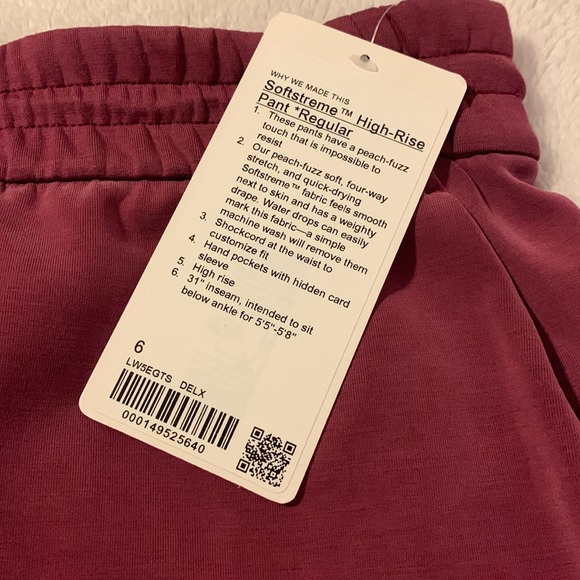 WHY WE MADE THIS
Softstreme™ High-Rise
Pant *Regular
1. These pants have a peach-fuzz
touch that is impossible to
resist
2. Our peach-fuzz soft, four-way
stretch, and quick-drying
Softstreme™ fabric feels smooth
next to skin and has a weighty
drape. Water drops can easily
mark this fabric—a simple
machine wash will remove them
3. Shockcord at the waist to
customize fit
4. Hand pockets with hidden card
sleeve
5. High rise
6. 31" inseam, intended to sit
below ankle for 5'5"-5'8"
6
LW5EGTS DELX
000149525640